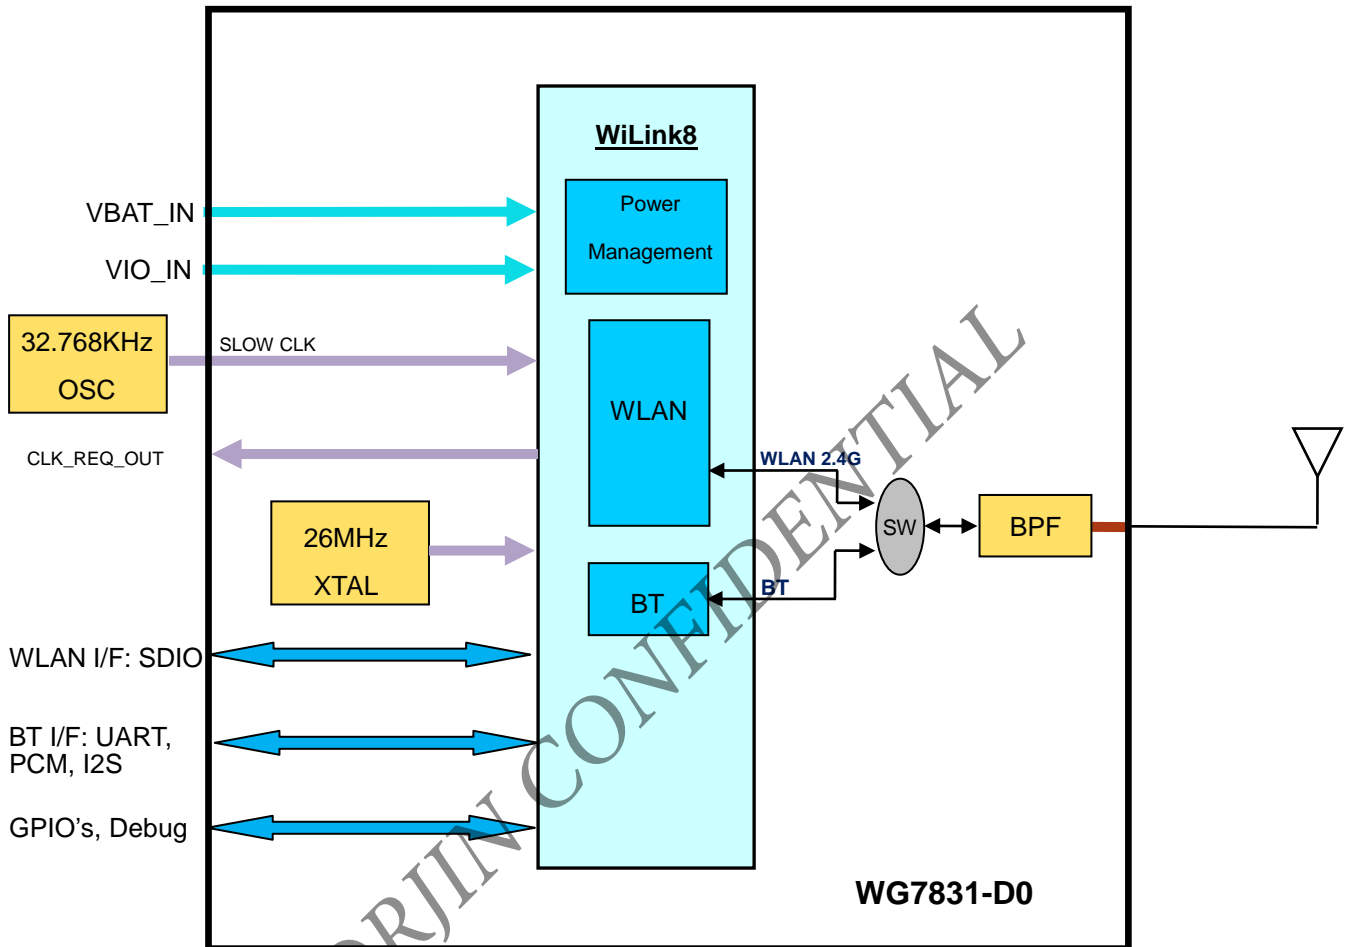 WiLink8
Power
Management
VBAT_IN
VIO_IN
32.768KHz
OSC
SLOW CLK
WLAN
CLK_REQ_OUT
WLAN 2.4G
SW
BPF
26MHz
XTAL
BT
BT
WLAN I/F: SDIO
BT I/F: UART,
PCM, I2S
GPIO's, Debug
WG7831-D0
ORJIN CONFIDENTIAL